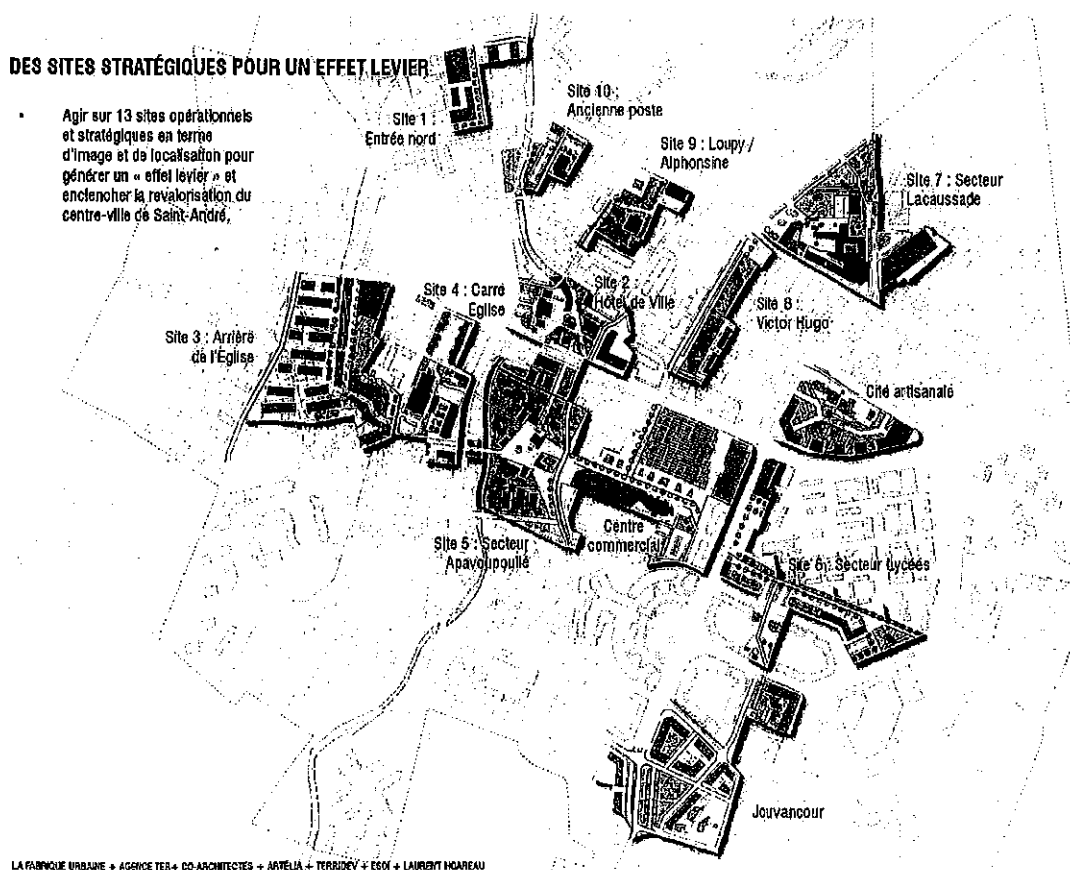 DES SITES STRATÉGIQUES POUR UN EFFET LEVIER
• Agir sur 13 sites opérationnels
et stratégiques en terme
d'image et de localisation pour
générer un « effet levier » et
enclencher la revalorisation du
centre-ville de Saint-André,
Site 1 :
Entrée nord
Site 10 :
Ancienne poste
Site 9 : Loupy /
Alphonsine
Site 7 : Secteur
Lacaussade
Site 4 : Carré
Eglise
Site 2 :
Hôtel de Ville
Site 8 :
Victor Hugo
Site 3 : Arrière
de l'Église
Cité artisanale
Site 5 : Secteur
Apavoupoullé
Centre
commercial
Site 6 : Secteur Lycées
Jouvancour
LA FABRIQUE URBAINE + AGENCE TER + CO-ARCHITECTES + ARTÉLIA + TERRIDEV + ESOI + LAURENT HOAREAU